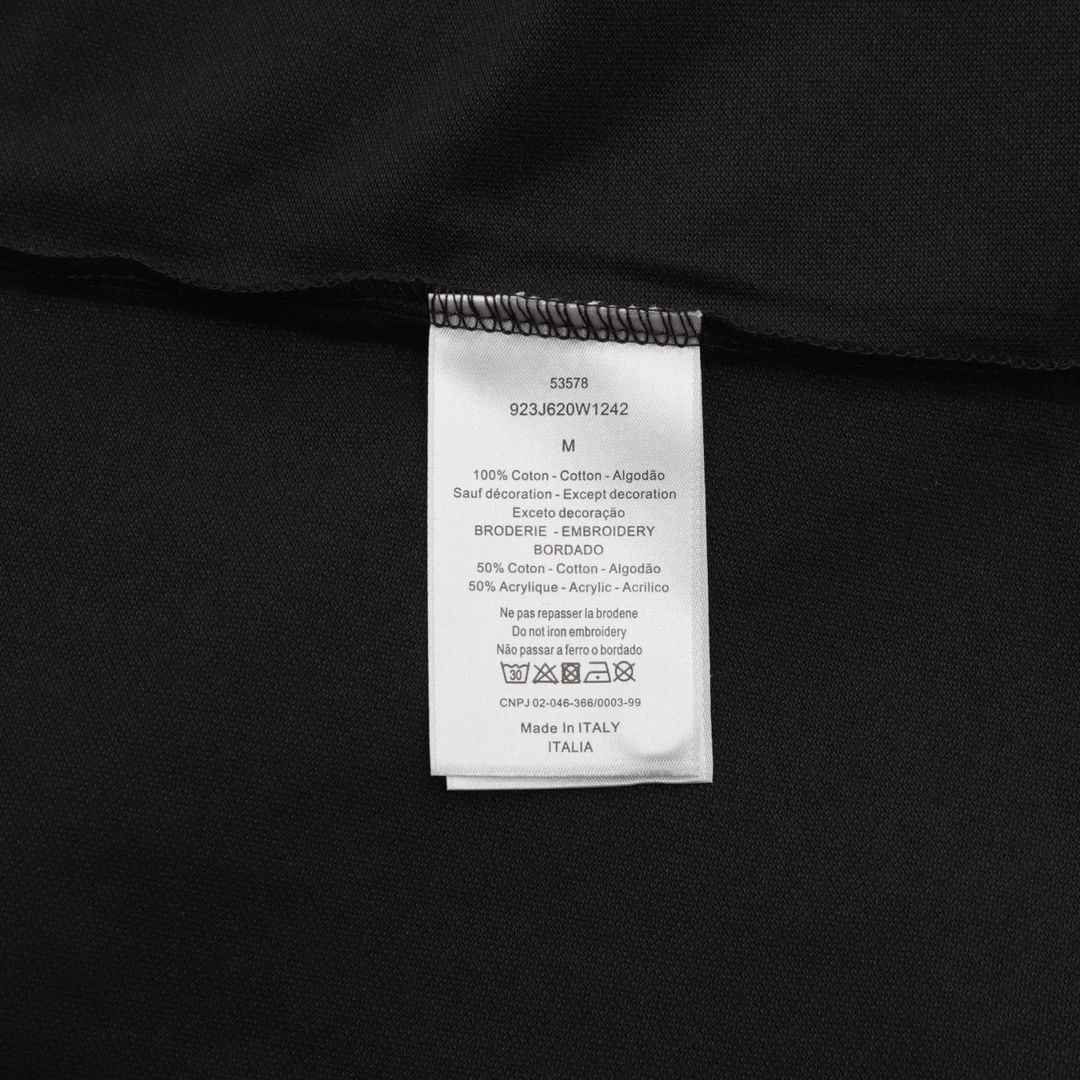 53578
923J620W1242
M
100% Coton - Cotton - Algodão
Sauf décoration - Except decoration
Exceto decoração
BRODERIE - EMBROIDERY
BORDADO
50% Coton - Cotton - Algodão
50% Acrylique - Acrylic - Acrilico
Ne pas repasser la brodene
Do not iron embroidery
Não passar a ferro o bordado
30
CNPJ 02-046-366/0003-99
Made In ITALY
ITALIA